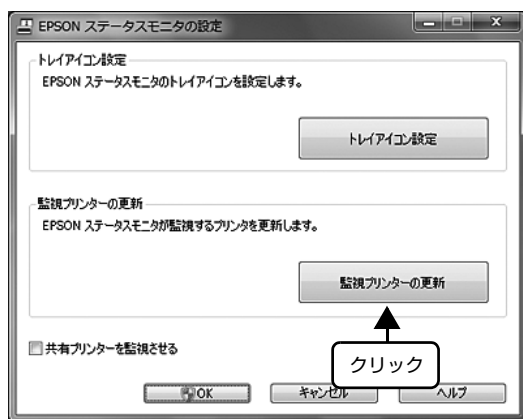 EPSON ステータスモニタの設定
トレイアイコン設定
EPSON ステータスモニタのトレイアイコンを設定します。
トレイアイコン設定
監視プリンターの更新
EPSON ステータスモニタが監視するプリンタを更新します。
監視プリンターの更新
共有プリンターを監視させる
クリック
OK キャンセル ヘルプ